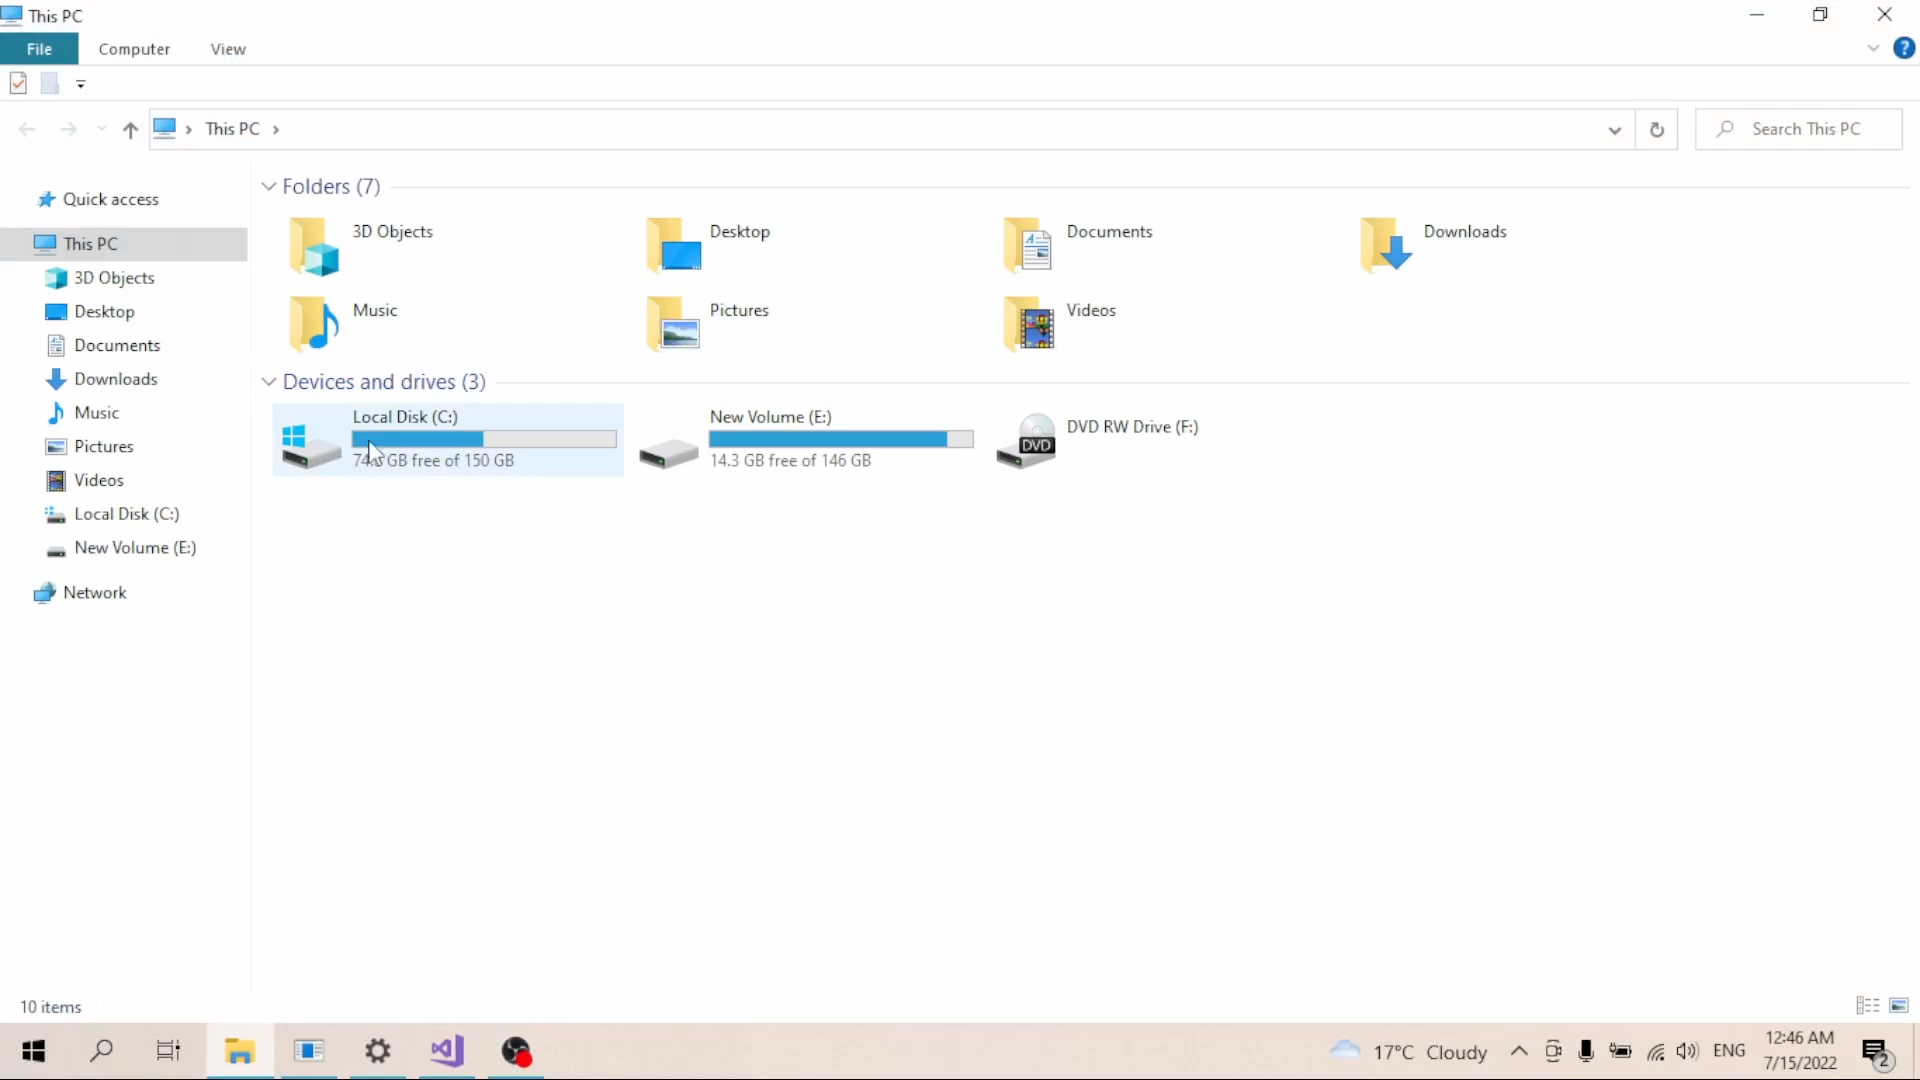 This PC
File Computer View
?
This PC
Search This PC
Quick access
This PC
3D Objects
Desktop
Documents
Downloads
Music
Pictures
Videos
Local Disk (C:)
New Volume (E:)
Network
Folders (7)
3D Objects
Desktop
Documents
Downloads
Music
Pictures
Videos
Devices and drives (3)
Local Disk (C:)
GB free of 150 GB
New Volume (E:)
14.3 GB free of 146 GB
DVD RW Drive (F:)
DVD
10 items
17°C Cloudy
ENG
12:46 AM
7/15/2022
2